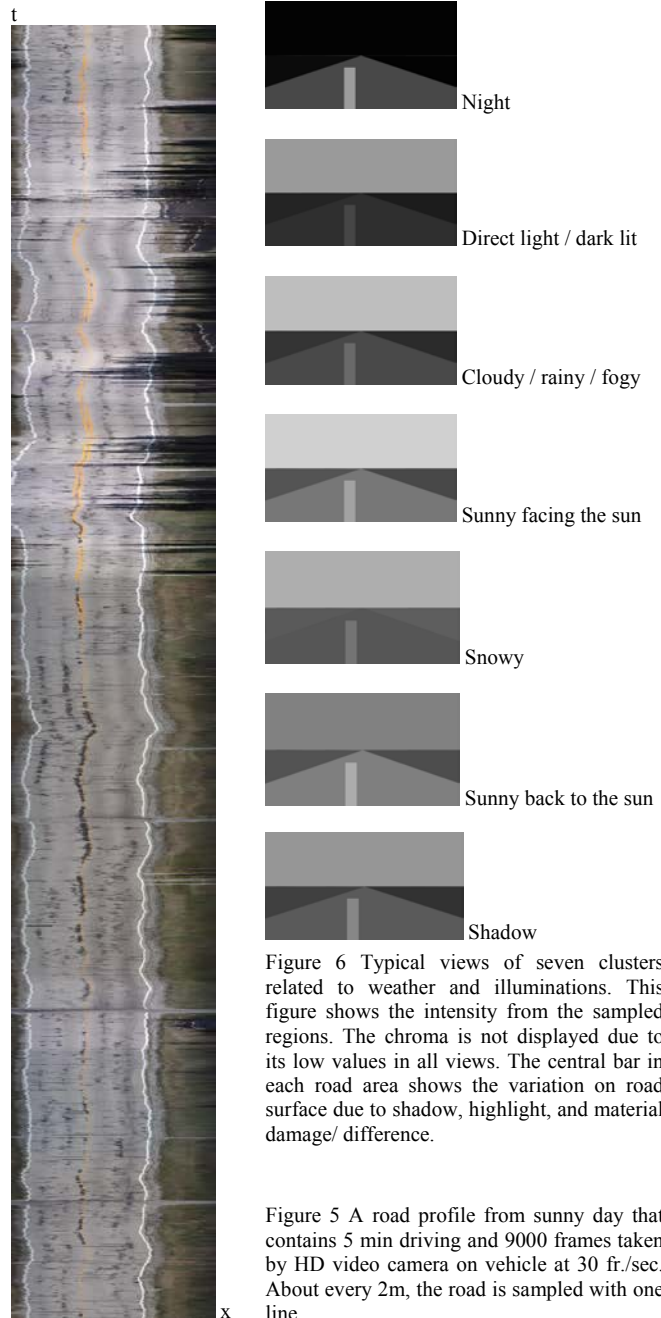 t
Night
Direct light / dark lit
Cloudy / rainy / fogy
Sunny facing the sun
Snowy
Sunny back to the sun
Shadow
Figure 6 Typical views of seven clusters
related to weather and illuminations. This
figure shows the intensity from the sampled
regions. The chroma is not displayed due to
its low values in all views. The central bar in
each road area shows the variation on road
surface due to shadow, highlight, and material
damage/ difference.
Figure 5 A road profile from sunny day that
contains 5 min driving and 9000 frames taken
by HD video camera on vehicle at 30 fr./sec.
About every 2m, the road is sampled with one
line
x